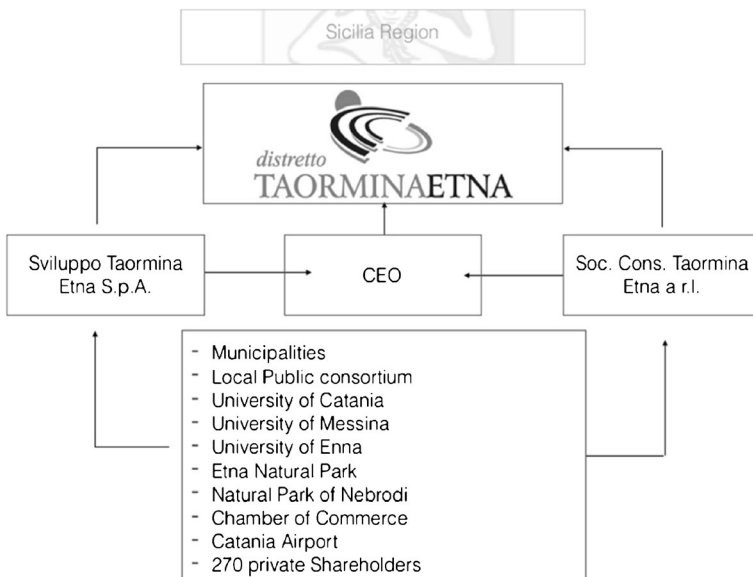 Sicilia Region
distretto
TAORMINAETNA
Sviluppo Taormina
Etna S.p.A.
CEO
Soc. Cons. Taormina
Etna a r.l.
- Municipalities
- Local Public consortium
- University of Catania
- University of Messina
- University of Enna
- Etna Natural Park
- Natural Park of Nebrodi
- Chamber of Commerce
- Catania Airport
- 270 private Shareholders